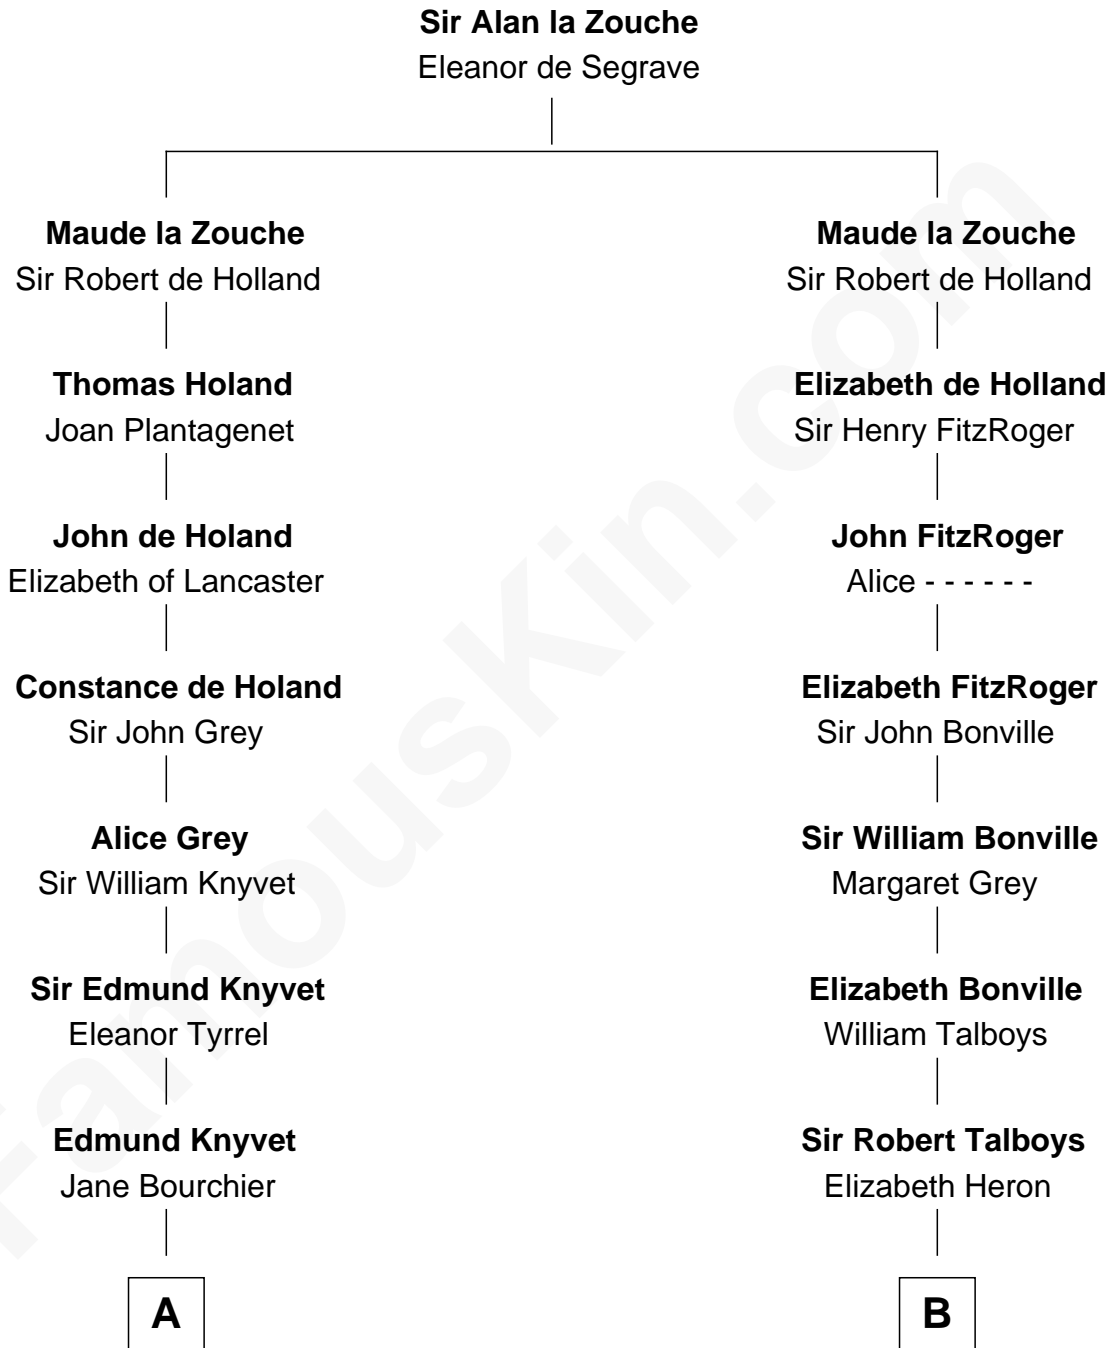 Sir Alan la Zouche
Eleanor de Segrave
Maude la Zouche
Sir Robert de Holland
Thomas Holand
Joan Plantagenet
John de Holand
Elizabeth of Lancaster
Constance de Holand
Sir John Grey
Alice Grey
Sir William Knyvet
Sir Edmund Knyvet
Eleanor Tyrrel
Edmund Knyvet
Jane Bourchier
A
Maude la Zouche
Sir Robert de Holland
Elizabeth de Holland
Sir Henry FitzRoger
John FitzRoger
Alice - - - - - -
Elizabeth FitzRoger
Sir John Bonville
Sir William Bonville
Margaret Grey
Elizabeth Bonville
William Talboys
Sir Robert Talboys
Elizabeth Heron
B
FamousKin.com